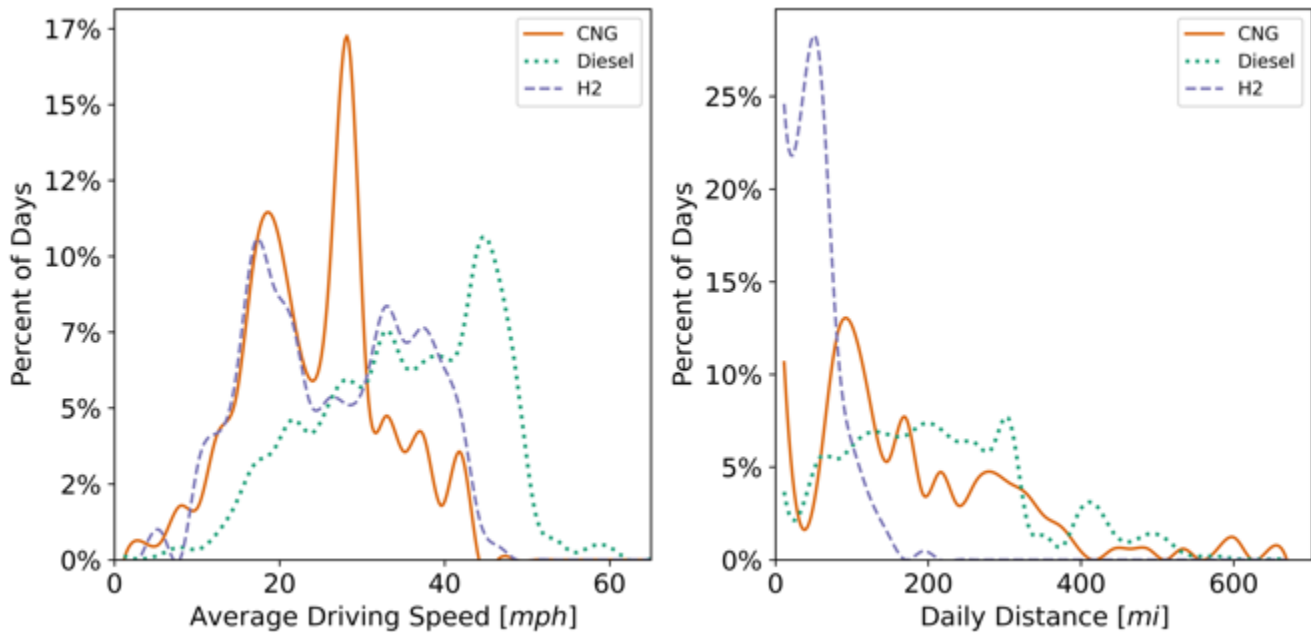 17%
15%
12%
10%
7%
5%
2%
0%
Percent of Days
0
20
40
60
Average Driving Speed [mph]
CNG
Diesel
H2
25%
20%
15%
10%
5%
0%
Percent of Days
0
200
400
600
Daily Distance [mi]
CNG
Diesel
H2